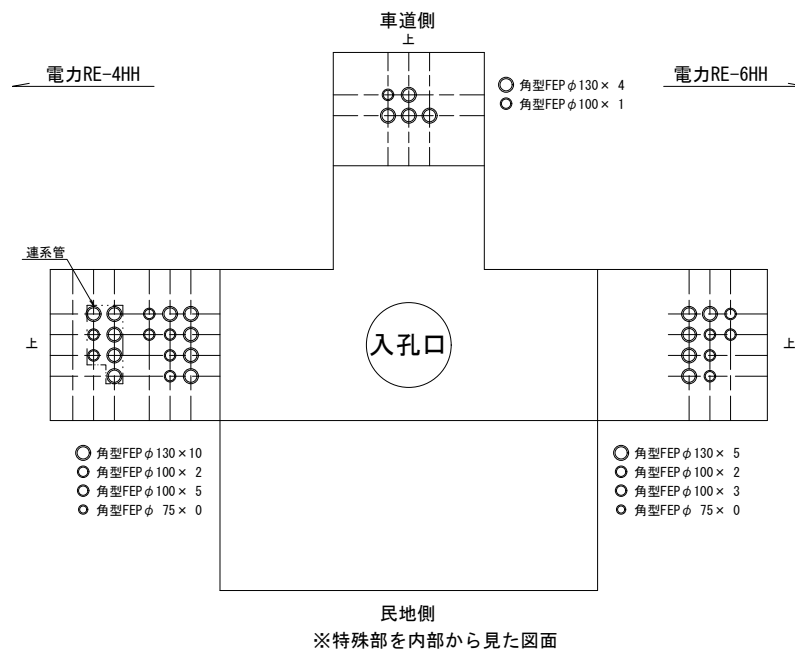 車道側
上
電力RE-4HH
電力RE-6HH
角型FEPφ130× 4
角型FEPφ100× 1
連系管
上
入孔口
上
角型FEPφ130×10
角型FEPφ100× 2
角型FEPφ100× 5
角型FEPφ 75× 0
角型FEPφ130× 5
角型FEPφ100× 2
角型FEPφ100× 3
角型FEPφ 75× 0
民地側
※特殊部を内部から見た図面